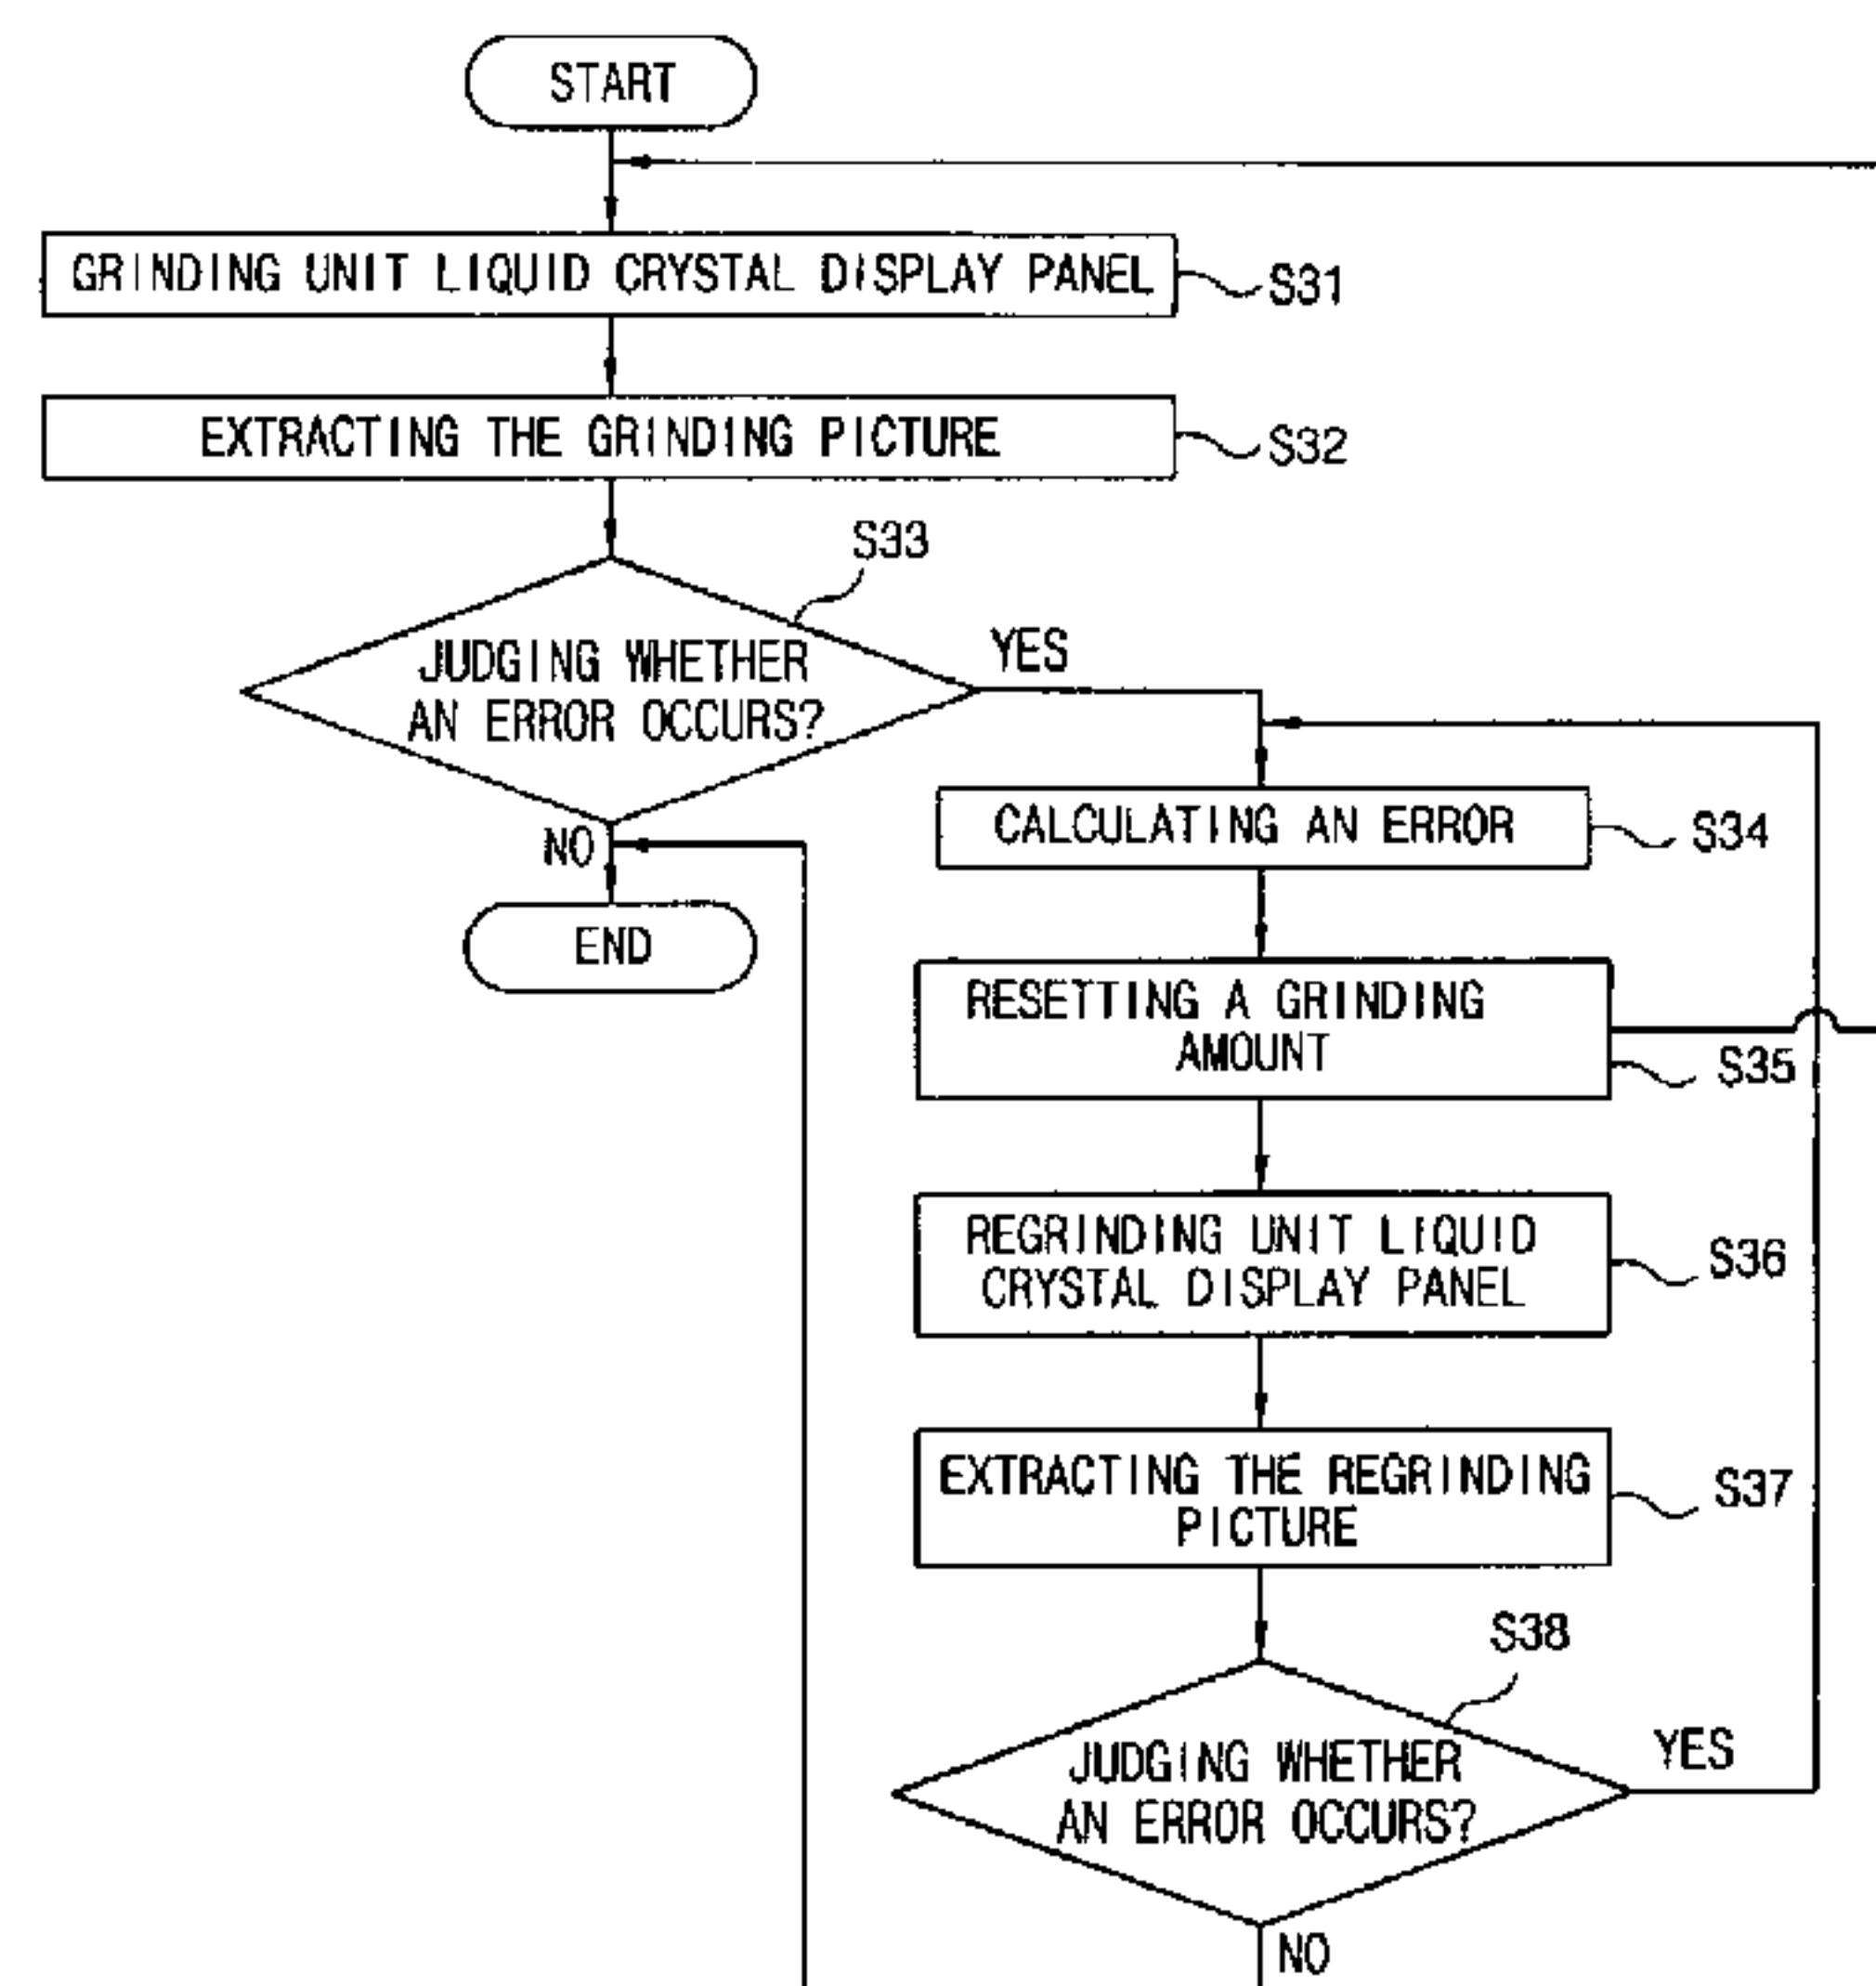 START
GRINDING UNIT LIQUID CRYSTAL DISPLAY PANEL
S31
EXTRACTING THE GRINDING PICTURE
S32
S33
JUDGING WHETHER
AN ERROR OCCURS?
YES
NO
END
CALCULATING AN ERROR
S34
RESETTING A GRINDING
AMOUNT
S35
REGRINDING UNIT LIQUID
CRYSTAL DISPLAY PANEL
S36
EXTRACTING THE REGRINDING
PICTURE
S37
S38
JUDGING WHETHER
AN ERROR OCCURS?
YES
NO